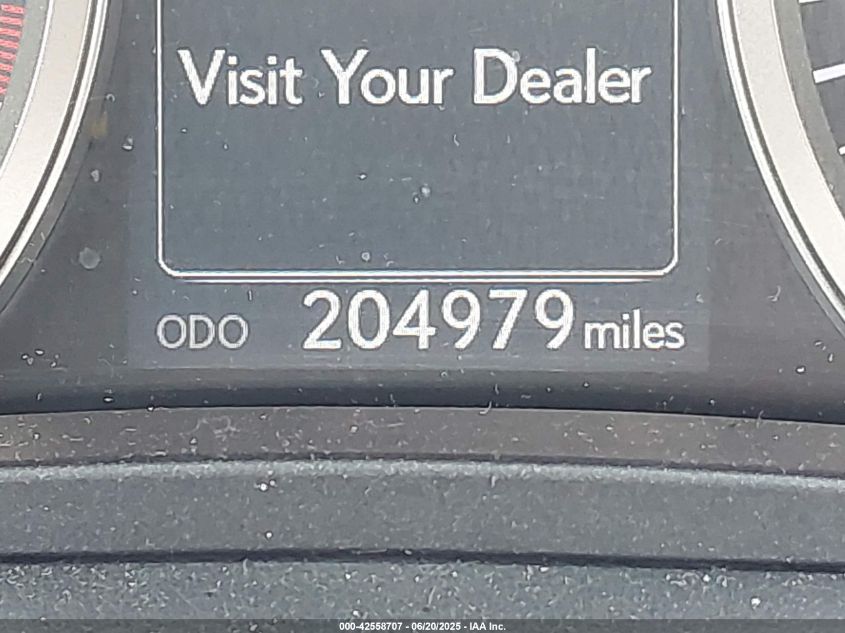 Visit Your Dealer
ODO 204979 miles
000-42558707 - 06/20/2025 - IAA Inc.